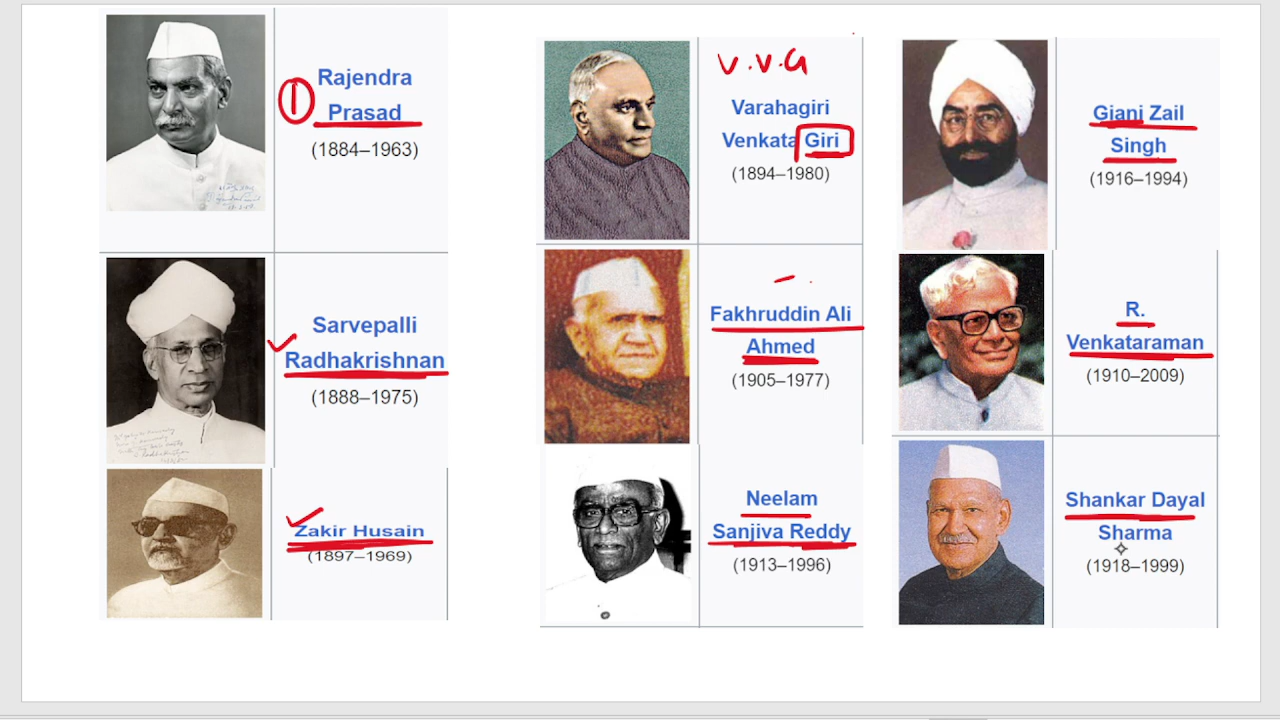 ①
Rajendra
Prasad
(1884–1963)
Sarvepalli
Radhakrishnan
(1888–1975)
Zakir Husain
(1897–1969)
V.V.G
Varahagiri
Venkata Giri
(1894–1980)
Fakhruddin Ali
Ahmed
(1905–1977)
Neelam
Sanjiva Reddy
(1913–1996)
Giani Zail
Singh
(1916–1994)
R.
Venkataraman
(1910–2009)
Shankar Dayal
Sharma
(1918–1999)